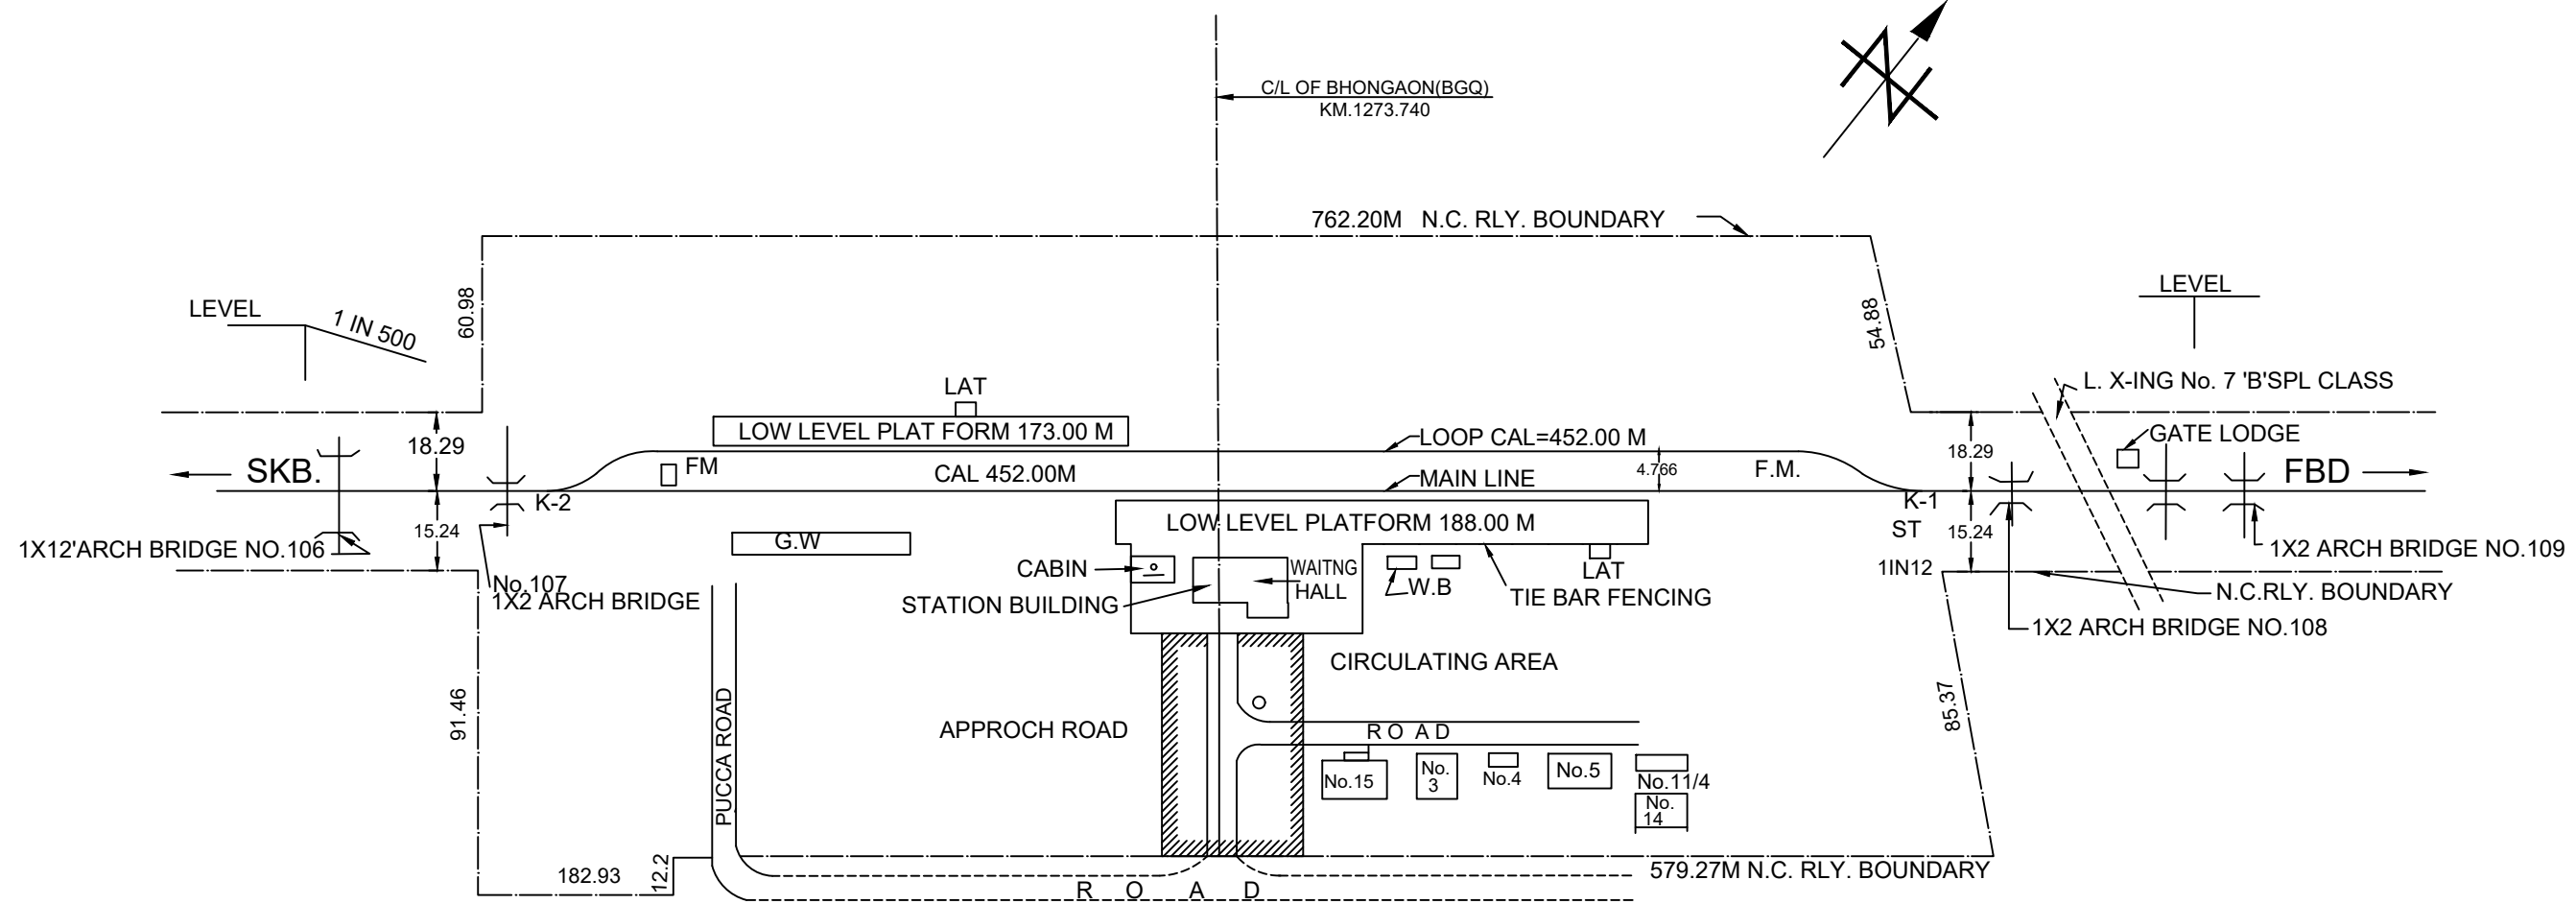 C/L OF BHONGAON(BGQ)
KM.1273.740
762.20M N.C. RLY. BOUNDARY
LEVEL
1 IN 500
60.98
54.88
LEVEL
L. X-ING No. 7 'B'SPL CLASS
LAT
LOW LEVEL PLAT FORM 173.00 M
18.29
LOOP CAL=452.00 M
18.29
GATE LODGE
SKB.
FM
CAL 452.00M
4.766
F.M.
FBD
MAIN LINE
K-2
K-1
15.24
LOW LEVEL PLATFORM 188.00 M
ST
15.24
1X12'ARCH BRIDGE NO.106
G.W
1X2 ARCH BRIDGE NO.109
CABIN
WAITNG
HALL
LAT
1IN12
No.107
1X2 ARCH BRIDGE
STATION BUILDING
W.B
TIE BAR FENCING
N.C.RLY. BOUNDARY
1X2 ARCH BRIDGE NO.108
CIRCULATING AREA
91.46
PUCCA ROAD
APPROCH ROAD
85.37
R O A D
No.15
No.
3
No.4
No.5
No.11/4
No.
14
182.93
12.2
579.27M N.C. RLY. BOUNDARY
R O A D
N